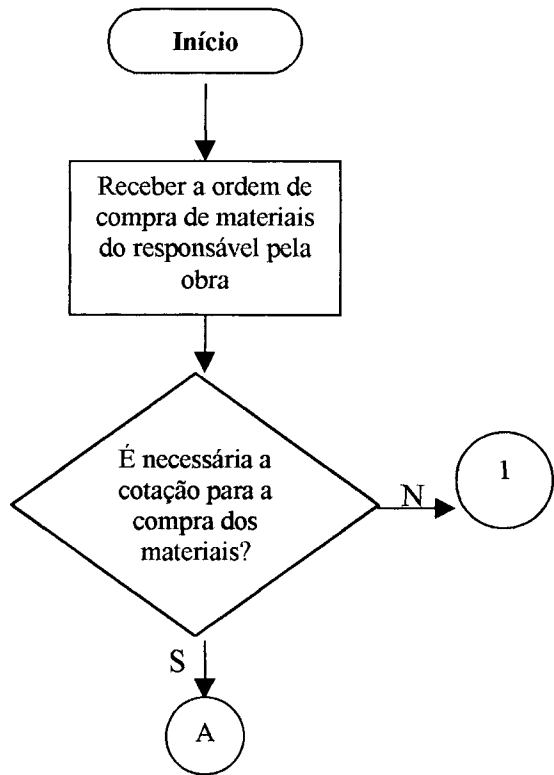 Início
Receber a ordem de
compra de materiais
do responsável pela
obra
É necessária a
cotação para a
compra dos
materiais?
N
1
S
A